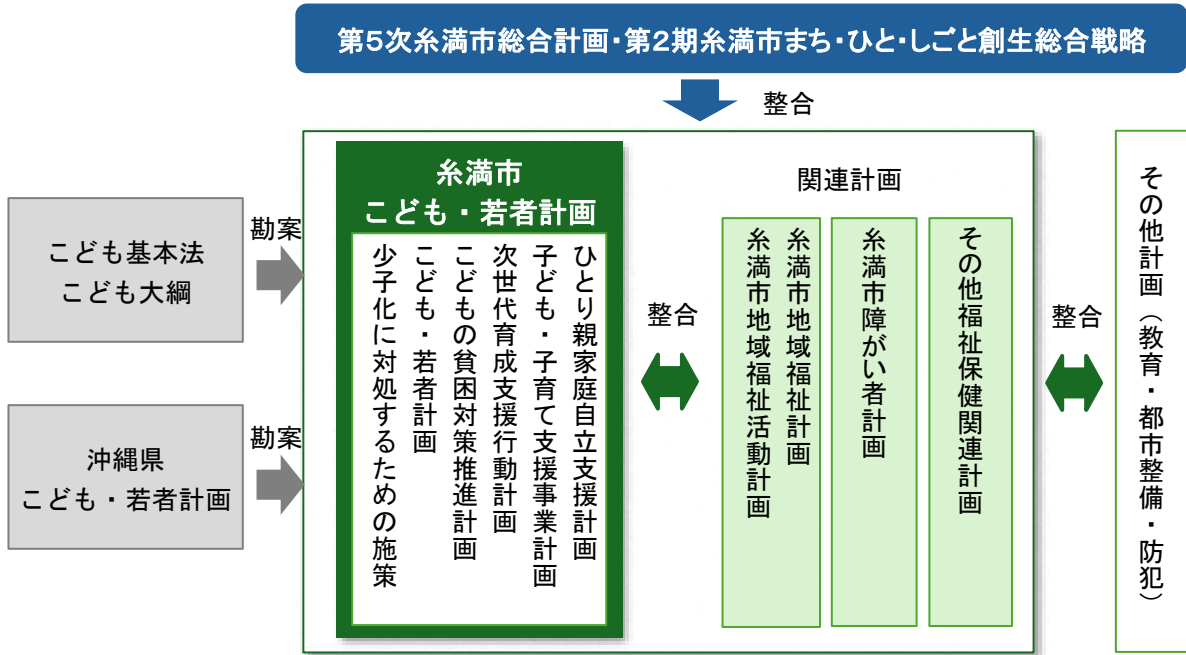 第5次糸満市総合計画・第2期糸満市まち・ひと・しごと創生総合戦略
整合
こども基本法
こども大綱
勘案
沖縄県
こども・若者計画
勘案
糸満市
こども・若者計画
ひとり親家庭自立支援計画
子ども・子育て支援事業計画
次世代育成支援行動計画
こどもの貧困対策推進計画
こども・若者計画
少子化に対処するための施策
整合
関連計画
糸満市地域福祉計画
糸満市地域福祉活動計画
糸満市障がい者計画
その他福祉保健関連計画
整合
その他計画（教育・都市整備・防犯）